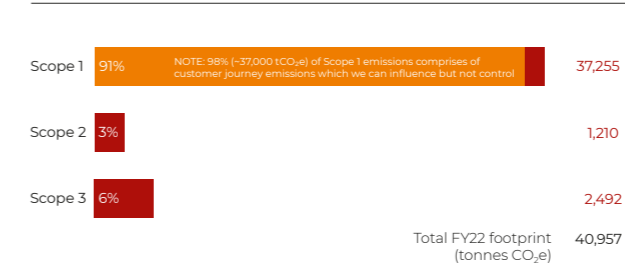 Scope 1 91% NOTE: 98% (~37,000 tCO₂e) of Scope 1 emissions comprises of
customer journey emissions which we can influence but not control 37,255
Scope 2 3% 1,210
Scope 3 6% 2,492
Total FY22 footprint 40,957
(tonnes CO₂e)